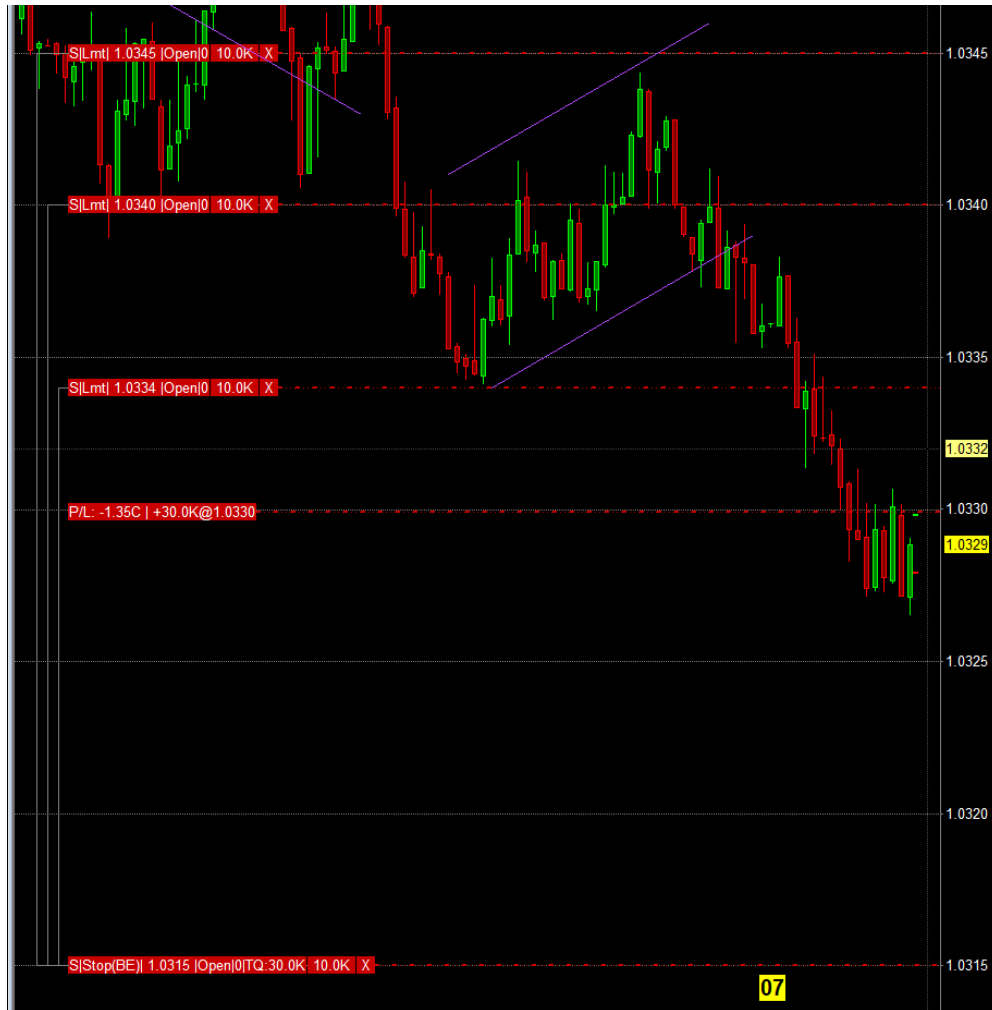 S|Lmt| 1.0345 |Open|0 10.0K X
1.0345
S|Lmt| 1.0340 |Open|0 10.0K X
1.0340
1.0335
S|Lmt| 1.0334 |Open|0 10.0K X
1.0332
P/L: -1.35C | +30.0K@1.0330
1.0330
1.0329
1.0325
1.0320
S|Stop(BE)| 1.0315 |Open|0|TQ:30.0K 10.0K X
1.0315
07